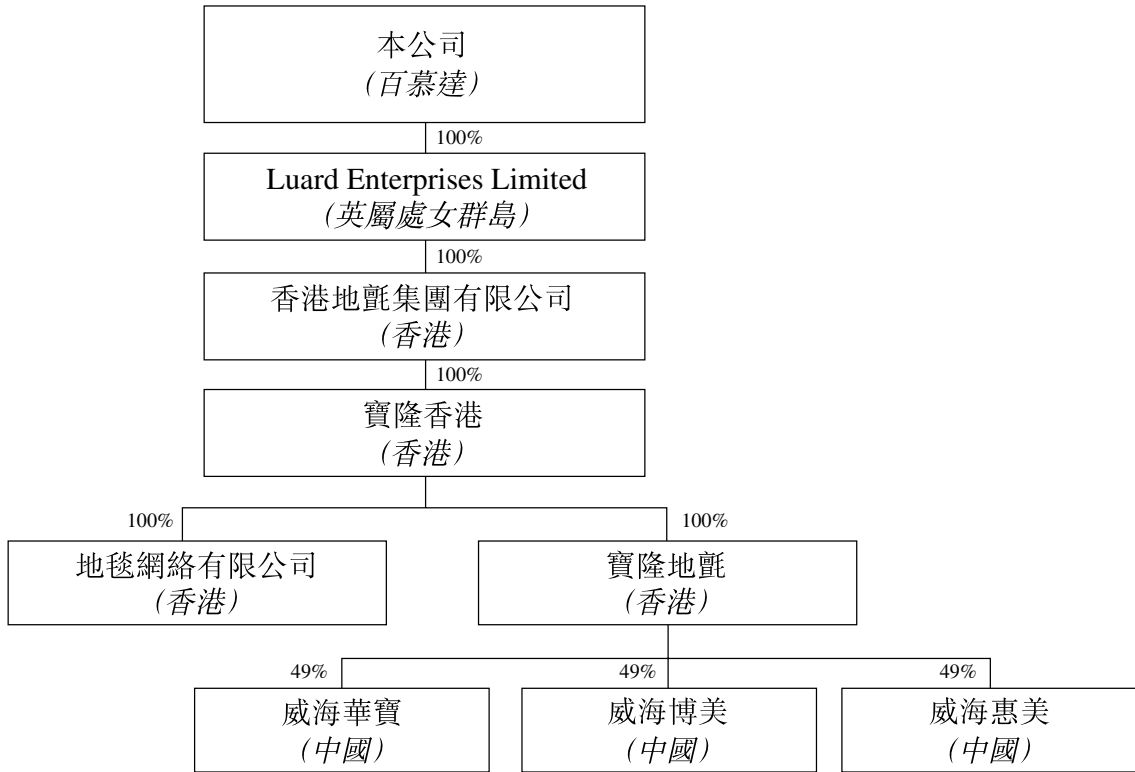 本公司
（百慕達）
100%
Luard Enterprises Limited
（英屬處女群島）
100%
香港地氈集團有限公司
（香港）
100%
寶隆香港
（香港）
100%
100%
地毯網絡有限公司
（香港）
寶隆地氈
（香港）
49%
49%
49%
威海華寶
（中國）
威海博美
（中國）
威海惠美
（中國）